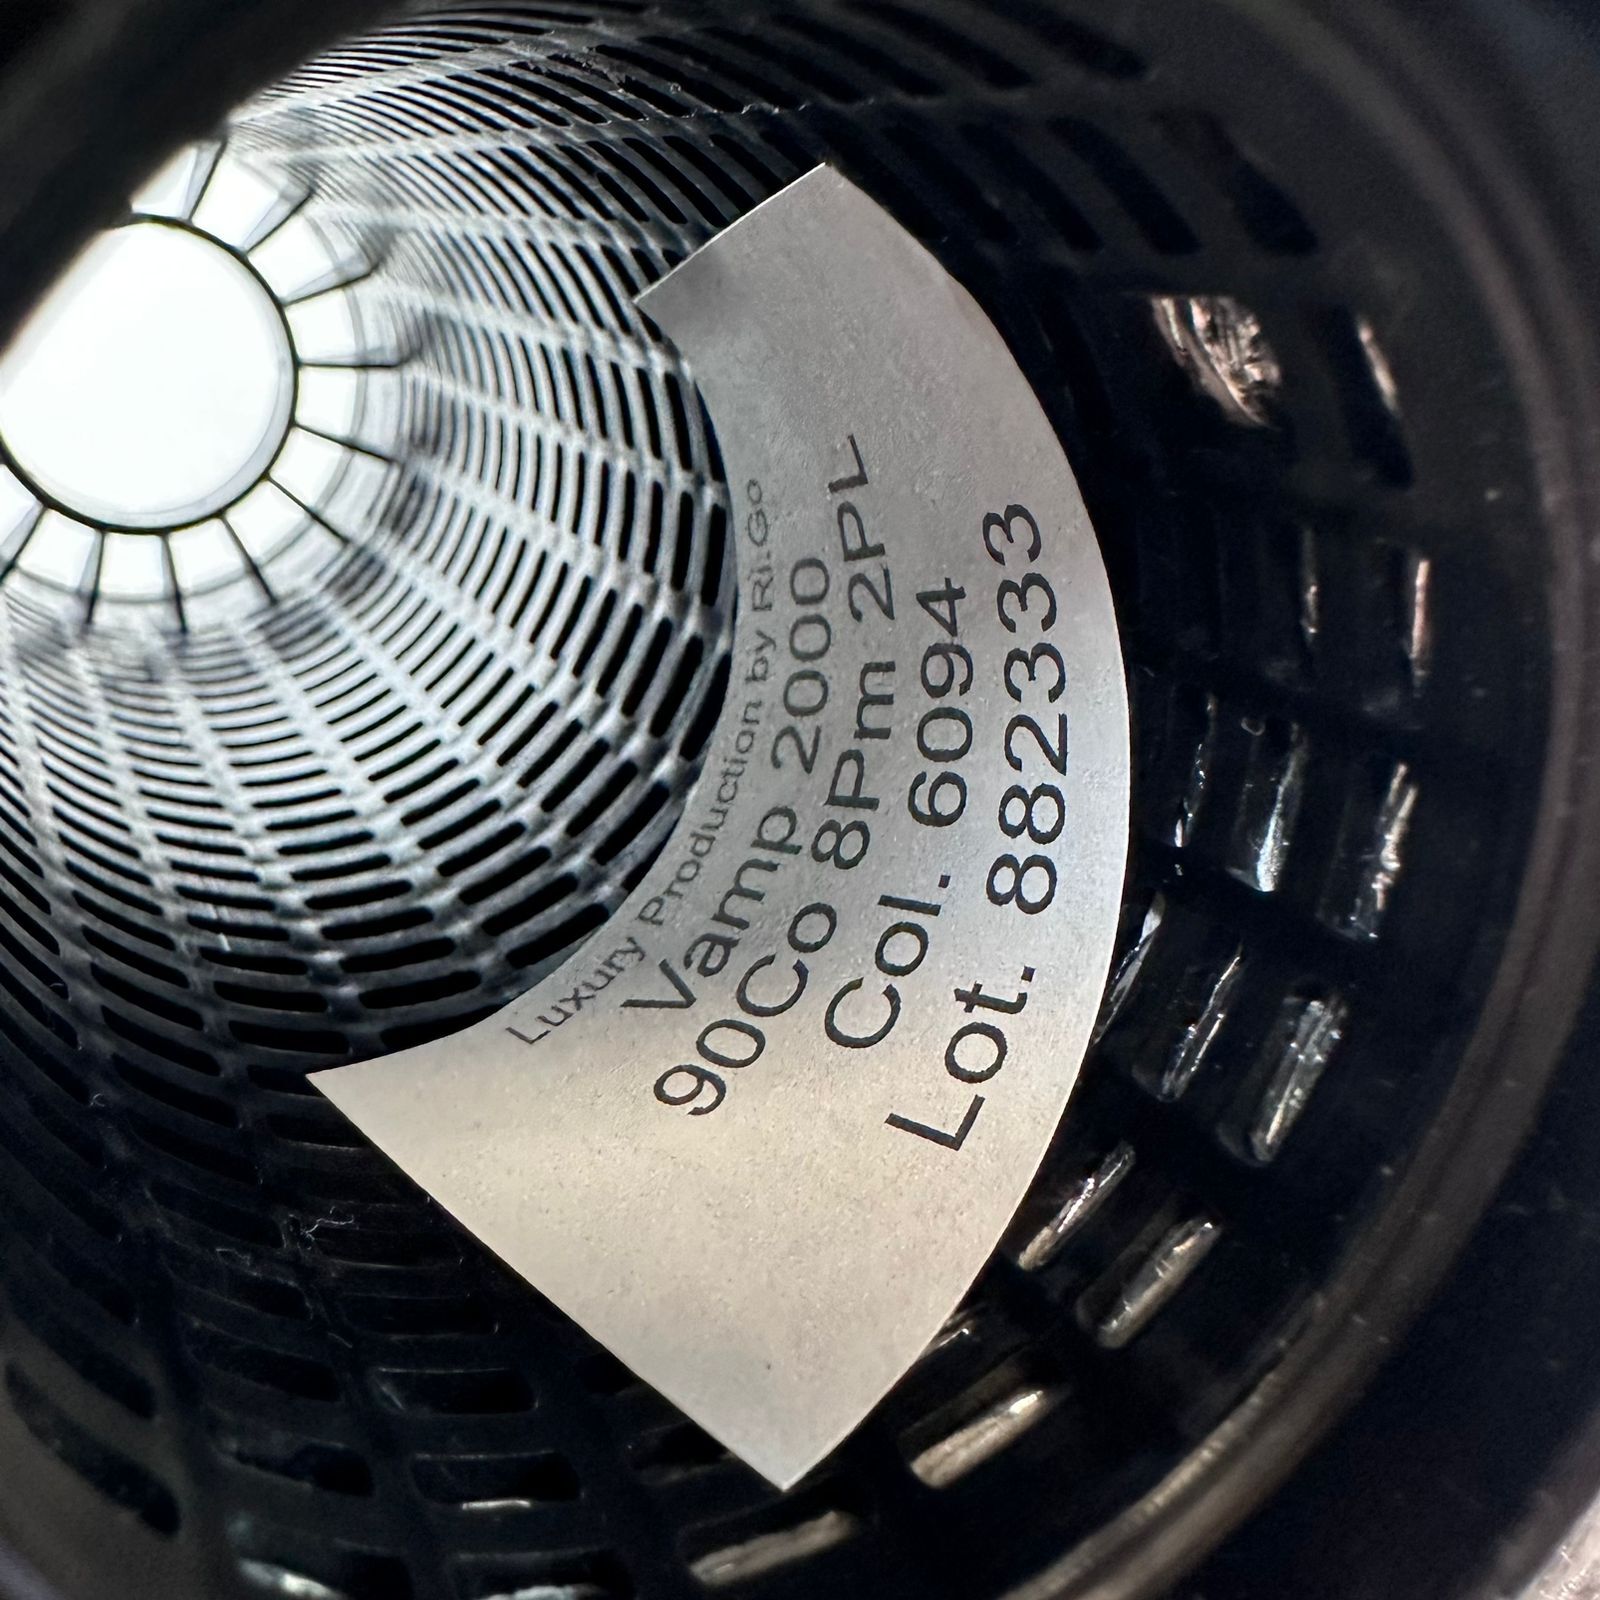 Luxury Production by Ri.Go
Vamp 2000
90Co 8Pm 2PL
Col. 6094
Lot. 882333